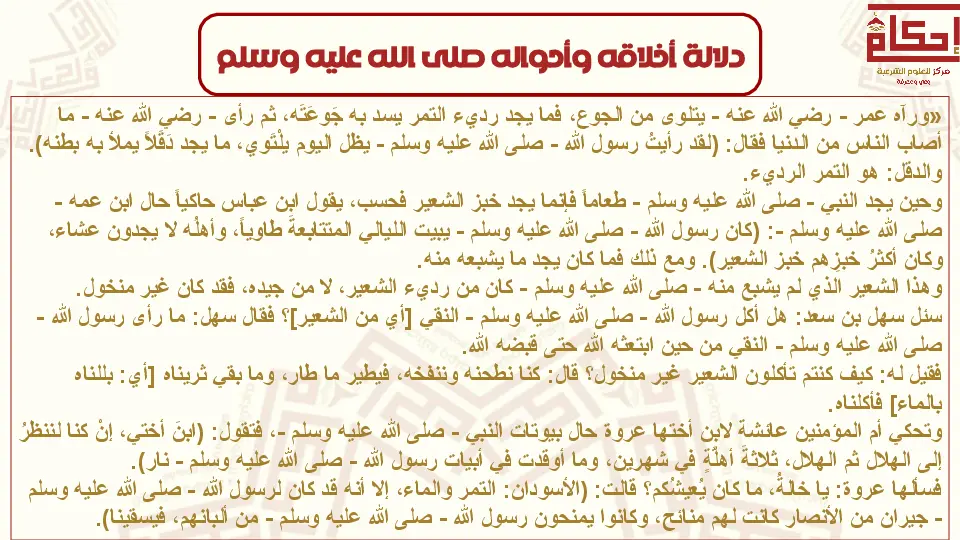 إحكام
مركز للعلوم الشرعية
وعي ومعرفة
دلالة أخلاقه وأحواله صلى الله عليه وسلم
«ورآه عمر - رضي الله عنه - يتلوى من الجوع، فما يجد رديء التمر يسد به جَوعَتَه، ثم رأى - رضي الله عنه - ما
أصاب الناس من الدنيا فقال: (لقد رأيتُ رسول الله - صلى الله عليه وسلم - يظل اليوم يلْتَوي، ما يجد دَقَلاً يملأ به بطنه).
والدقل: هو التمر الرديء.
وحين يجد النبي - صلى الله عليه وسلم - طعاماً فإنما يجد خبز الشعير فحسب، يقول ابن عباس حاكياً حال ابن عمه -
صلى الله عليه وسلم -: (كان رسول الله - صلى الله عليه وسلم - يبيت الليالي المتتابعةَ طاوياً، وأهلُه لا يجدون عشاء،
وكان أكثرُ خبزِهم خبز الشعير). ومع ذلك فما كان يجد ما يشبعه منه.
وهذا الشعير الذي لم يشبع منه - صلى الله عليه وسلم - كان من رديء الشعير، لا من جيده، فقد كان غير منخول.
سئل سهل بن سعد: هل أكل رسول الله - صلى الله عليه وسلم - النقي [أي من الشعير]؟ فقال سهل: ما رأى رسول الله -
صلى الله عليه وسلم - النقي من حين ابتعثه الله حتى قبضه الله.
فقيل له: كيف كنتم تأكلون الشعير غير منخول؟ قال: كنا نطحنه وننفخه، فيطير ما طار، وما بقي ثريناه [أي: بللناه
بالماء] فأكلناه.
وتحكي أم المؤمنين عائشة لابن أختها عروة حال بيوتات النبي - صلى الله عليه وسلم -، فتقول: (ابنَ أختي، إنْ كنا لننظرُ
إلى الهلال ثم الهلال، ثلاثةَ أهلّةٍ في شهرين، وما أوقدت في أبيات رسول الله - صلى الله عليه وسلم - نار).
فسألها عروة: يا خالةُ، ما كان يُعِيشُكم؟ قالت: (الأسودان: التمر والماء، إلا أنه قد كان لرسول الله - صلى الله عليه وسلم
- جيران من الأنصار كانت لهم منائح، وكانوا يمنحون رسول الله - صلى الله عليه وسلم - من ألبانهم، فيسقينا).